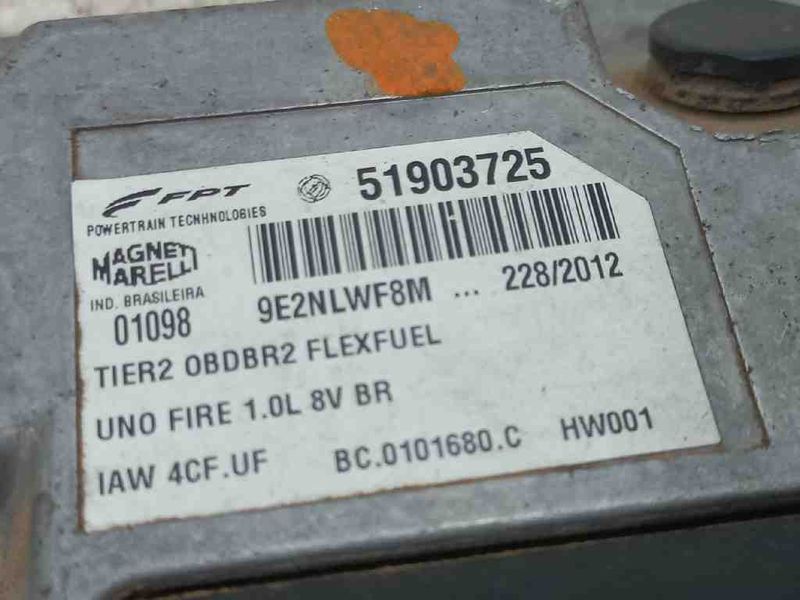 FPT 51903725
POWERTRAIN TECNHNOLOGIES
MAGNETI
MARELLI
IND. BRASILEIRA
01098 9E2NLWF8M ... 228/2012
TIER2 OBDBR2 FLEXFUEL
UNO FIRE 1.0L 8V BR
IAW 4CF.UF BC.0101680.C HW001